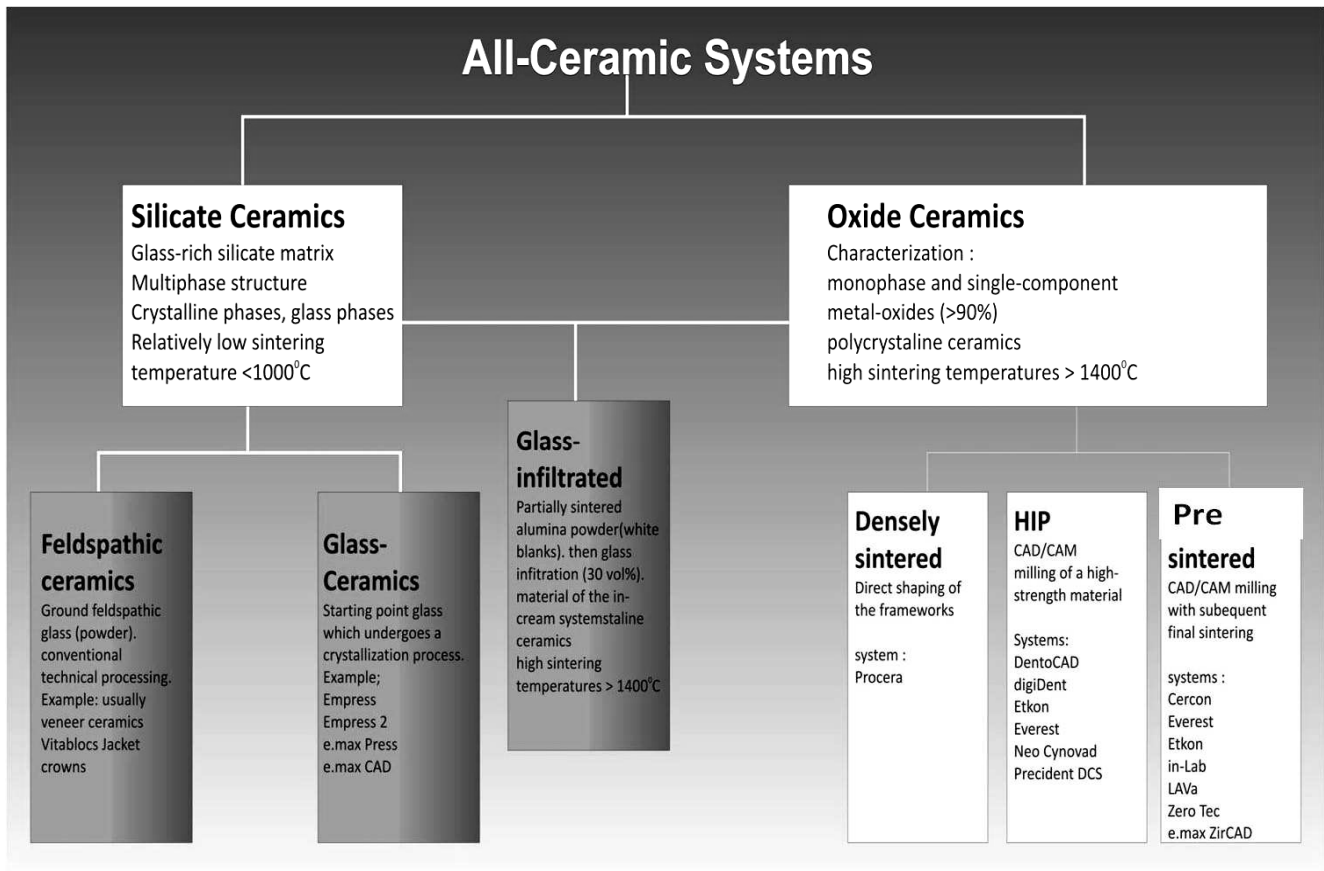 All-Ceramic Systems
Silicate Ceramics
Glass-rich silicate matrix
Multiphase structure
Crystalline phases, glass phases
Relatively low sintering
temperature <1000⁰C
Oxide Ceramics
Characterization :
monophase and single-component
metal-oxides (>90%)
polycrystaline ceramics
high sintering temperatures > 1400⁰C
Feldspathic
ceramics
Ground feldspathic
glass (powder).
conventional
technical processing.
Example: usually
veneer ceramics
Vitablocs Jacket
crowns
Glass-
Ceramics
Starting point glass
which undergoes a
crystallization process.
Example;
Empress
Empress 2
e.max Press
e.max CAD
Glass-
infiltrated
Partially sintered
alumina powder(white
blanks). then glass
infitration (30 vol%).
material of the in-
cream systemstaline
ceramics
high sintering
temperatures > 1400⁰C
Densely
sintered
Direct shaping of
the frameworks
system :
Procera
HIP
CAD/CAM
milling of a high-
strength material
Systems:
DentoCAD
digiDent
Etkon
Everest
Neo Cynovad
Precident DCS
Pre
sintered
CAD/CAM milling
with subequent
final sintering
systems :
Cercon
Everest
Etkon
in-Lab
LAVa
Zero Tec
e.max ZirCAD